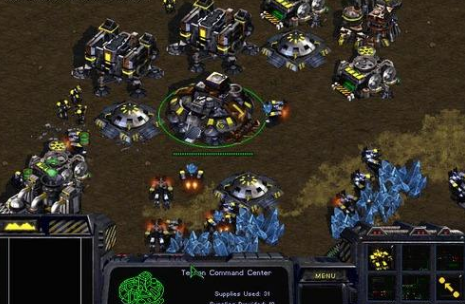 Terran Command Center
MENU
Supplies Used: 31